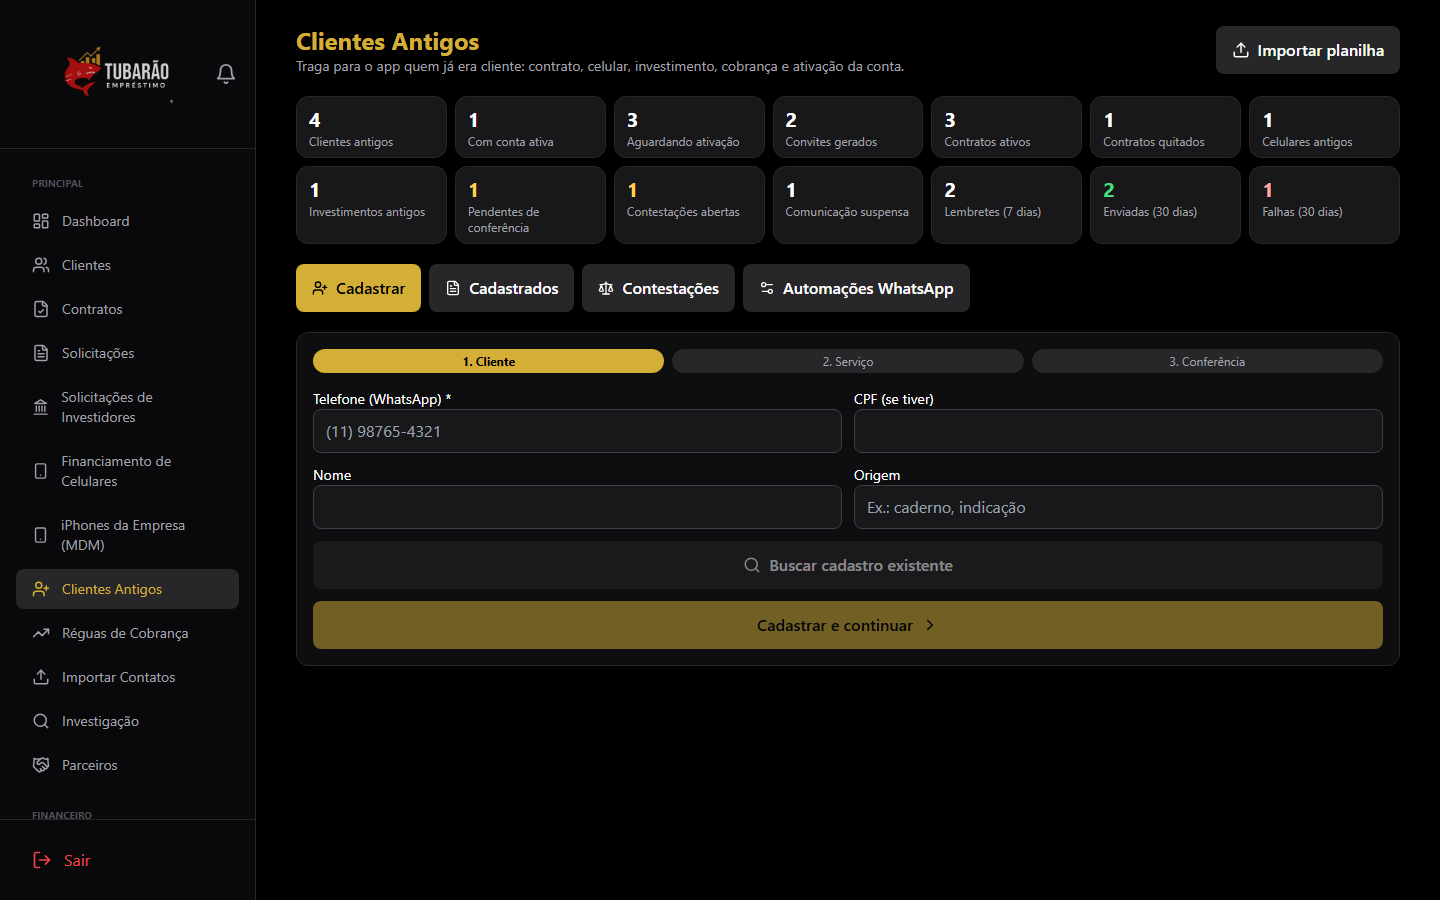 TUBARÃO
EMPRÉSTIMO
PRINCIPAL
Dashboard
Clientes
Contratos
Solicitações
Solicitações de
Investidores
Financiamento de
Celulares
iPhones da Empresa
(MDM)
Clientes Antigos
Réguas de Cobrança
Importar Contatos
Investigação
Parceiros
FINANCEIRO
Sair
Clientes Antigos
Traga para o app quem já era cliente: contrato, celular, investimento, cobrança e ativação da conta.
Importar planilha
4
Clientes antigos
1
Com conta ativa
3
Aguardando ativação
2
Convites gerados
3
Contratos ativos
1
Contratos quitados
1
Celulares antigos
1
Investimentos antigos
1
Pendentes de
conferência
1
Contestações abertas
1
Comunicação suspensa
2
Lembretes (7 dias)
2
Enviadas (30 dias)
1
Falhas (30 dias)
Cadastrar
Cadastrados
Contestações
Automações WhatsApp
1. Cliente
2. Serviço
3. Conferência
Telefone (WhatsApp) *
(11) 98765-4321
CPF (se tiver)
Nome
Origem
Ex.: caderno, indicação
Buscar cadastro existente
Cadastrar e continuar